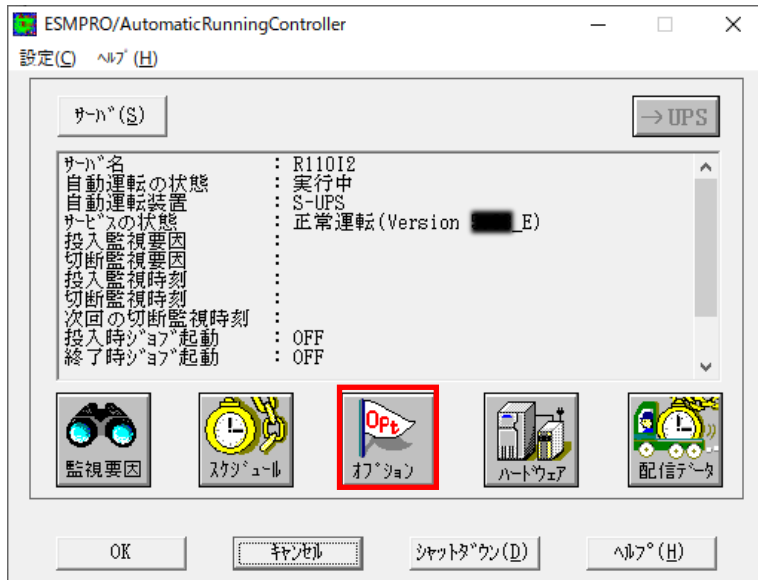 ESMPRO/AutomaticRunningController
設定(C) ﾍﾙﾌﾟ(H)
ｻｰﾊﾞ(S)
→UPS
ｻｰﾊﾞ名 : R110I2
自動運転の状態 : 実行中
自動運転装置 : S-UPS
ｻｰﾋﾞｽの状態 : 正常運転(Version _E)
投入監視要因 :
切断監視要因 :
投入監視時刻 :
切断監視時刻 :
次回の切断監視時刻 :
投入時ｼﾞｮﾌﾞ起動 : OFF
終了時ｼﾞｮﾌﾞ起動 : OFF
Opt
監視要因 ｽｹｼﾞｭｰﾙ ｵﾌﾟｼｮﾝ ﾊｰﾄﾞｳｪｱ 配信ﾃﾞｰﾀ
OK ｷｬﾝｾﾙ ｼｬｯﾄﾀﾞｳﾝ(D) ﾍﾙﾌﾟ(H)